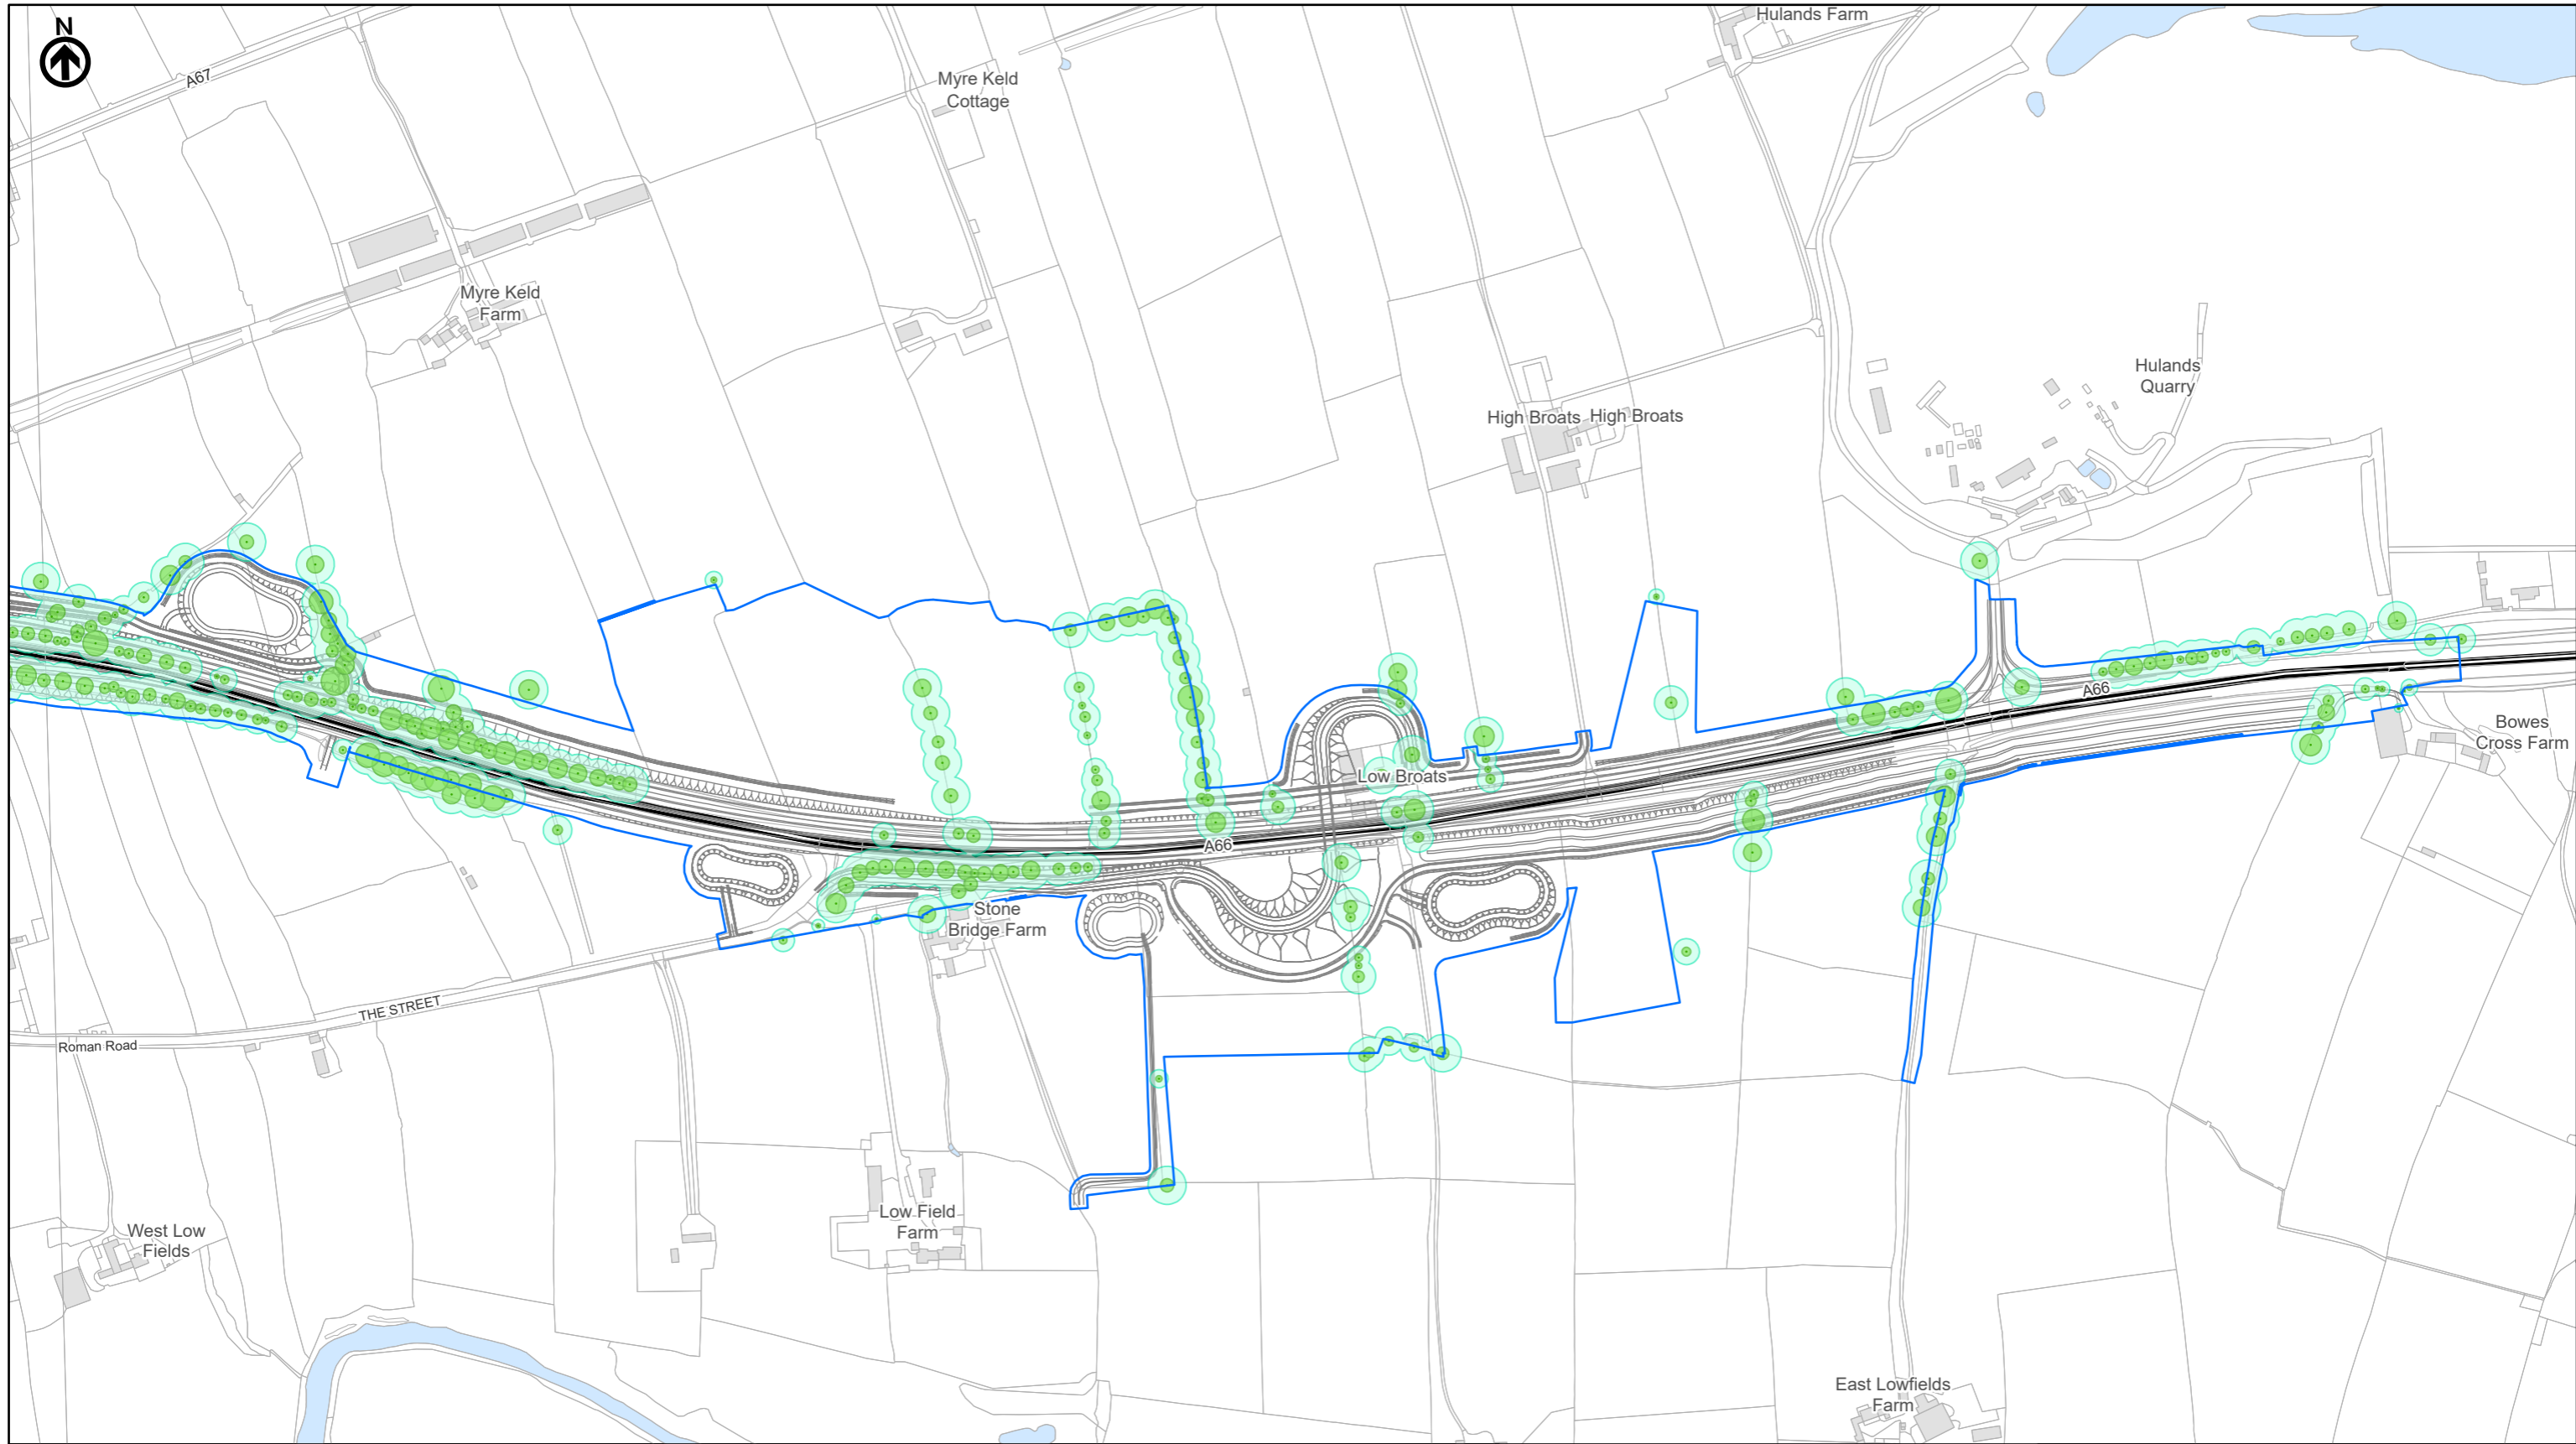 N
Hulands Farm
A67
Myre Keld
Cottage
Myre Keld
Farm
Hulands
Quarry
High Broats
High Broats
A66
Bowes
Cross Farm
Low Broats
A66
Stone
Bridge Farm
THE STREET
Roman Road
Low Field
Farm
West Low
Fields
East Lowfields
Farm